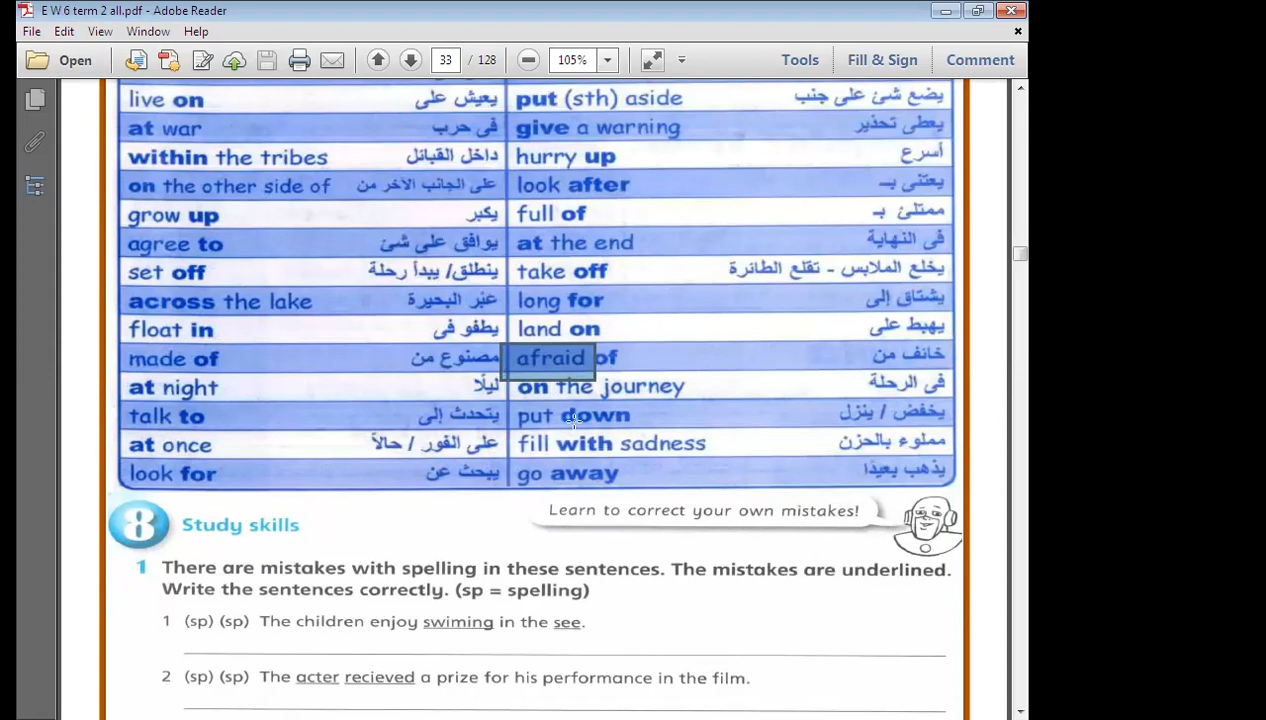 E W 6 term 2 all.pdf - Adobe Reader
File Edit View Window Help
Open 33 / 128 105% Tools Fill & Sign Comment
live on يعيش على put (sth) aside يضع شئ على جنب
at war فى حرب give a warning يعطى تحذير
within the tribes داخل القبائل hurry up أسرع
on the other side of على الجانب الآخر من look after يعتنى بـ
grow up يكبر full of ممتلئ بـ
agree to يوافق على شئ at the end فى النهاية
set off ينطلق/ يبدأ رحلة take off يخلع الملابس - تقلع الطائرة
across the lake عبر البحيرة long for يشتاق إلى
float in يطفو فى land on يهبط على
made of مصنوع من afraid of خائف من
at night ليلًا on the journey فى الرحلة
talk to يتحدث إلى put down يخفض / ينزل
at once على الفور / حالاً fill with sadness مملوء بالحزن
look for يبحث عن go away يذهب بعيدًا
8 Study skills Learn to correct your own mistakes!
1 There are mistakes with spelling in these sentences. The mistakes are underlined.
Write the sentences correctly. (sp = spelling)
1 (sp) (sp) The children enjoy swiming in the see.
2 (sp) (sp) The acter recieved a prize for his performance in the film.